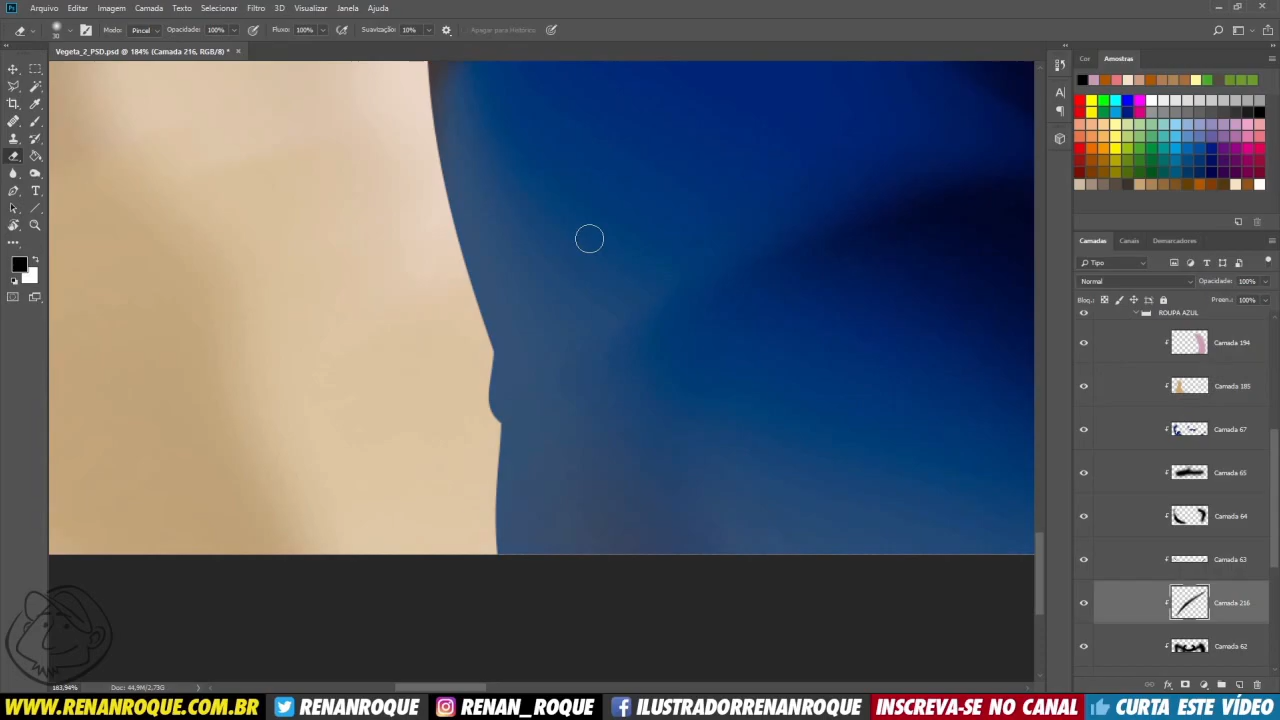 Arquivo Editar Imagem Camada Texto Selecionar Filtro 3D Visualizar Janela Ajuda
30 Modo: Pincel Opacidade: 100% Fluxo: 100% Suavização: 10% Apagar para Histórico
Vegeta_2_PSD.psd @ 184% (Camada 216, RGB/8) * ×
Cor Amostras
Camadas Canais Demarcadores
Tipo
Normal Opacidade: 100%
Bloq.: Preen.: 100%
ROUPA AZUL
Camada 194
Camada 185
Camada 67
Camada 65
Camada 64
Camada 63
Camada 216
Camada 62
183,94% Doc: 44,9M/2,73G
WWW.RENANROQUE.COM.BR RENANROQUE RENAN_ROQUE ILUSTRADORRENANROQUE INSCREVA-SE NO CANAL CURTA ESTE VÍDEO